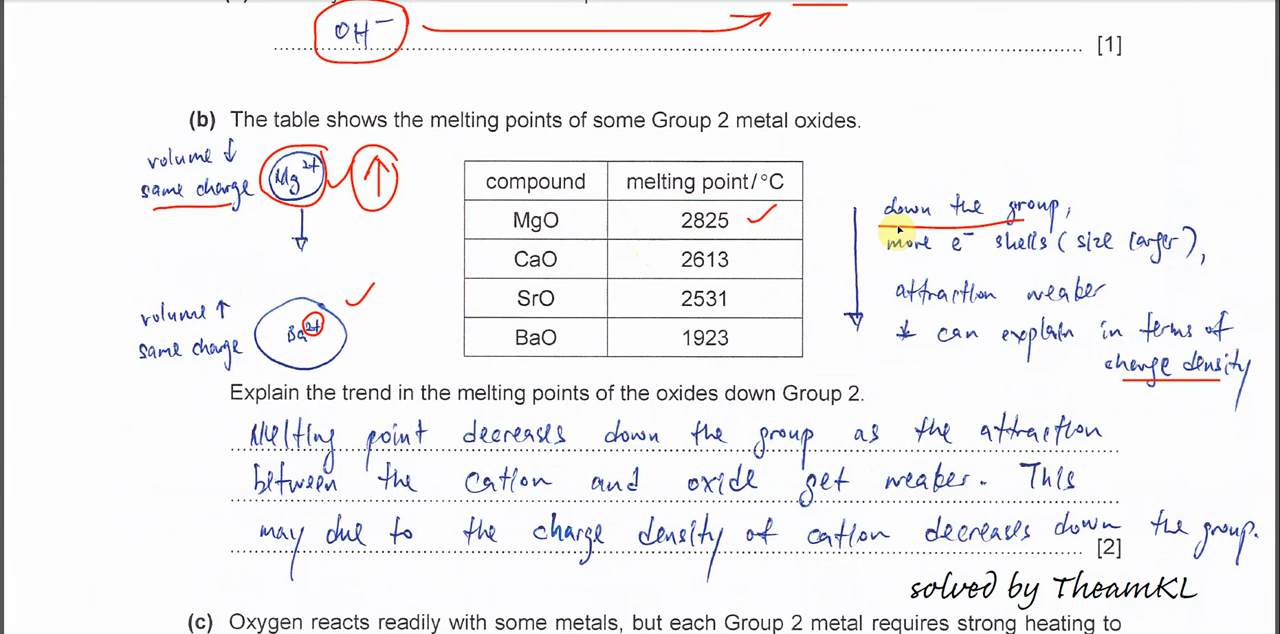 OH⁻
[1]
(b) The table shows the melting points of some Group 2 metal oxides.
volume ↓
same charge
Mg²⁺
↑
compound melting point/°C
MgO 2825 ✓
CaO 2613
SrO 2531
BaO 1923
volume ↑
same charge
Ba²⁺
down the group,
more e⁻ shells (size larger),
attraction weaker
* can explain in terms of
charge density
Explain the trend in the melting points of the oxides down Group 2.
Melting point decreases down the group as the attraction
between the cation and oxide get weaker. This
may due to the charge density of cation decreases down the group.
[2]
solved by TheamKL
(c) Oxygen reacts readily with some metals, but each Group 2 metal requires strong heating to